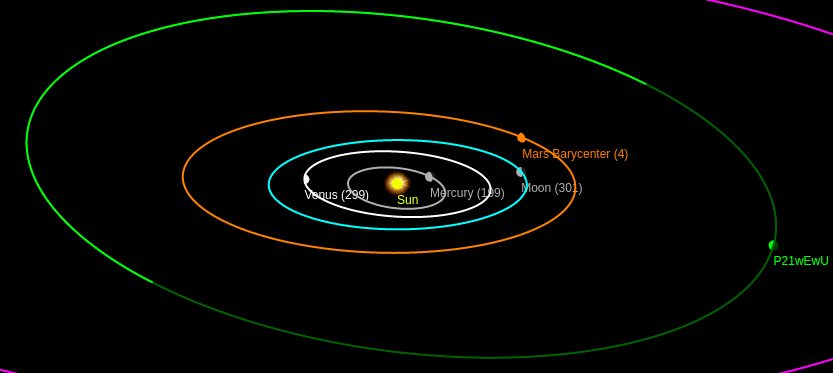 Mars Barycenter (4)
Moon (301)
Mercury (199)
Venus (299)
Sun
P21wEwU